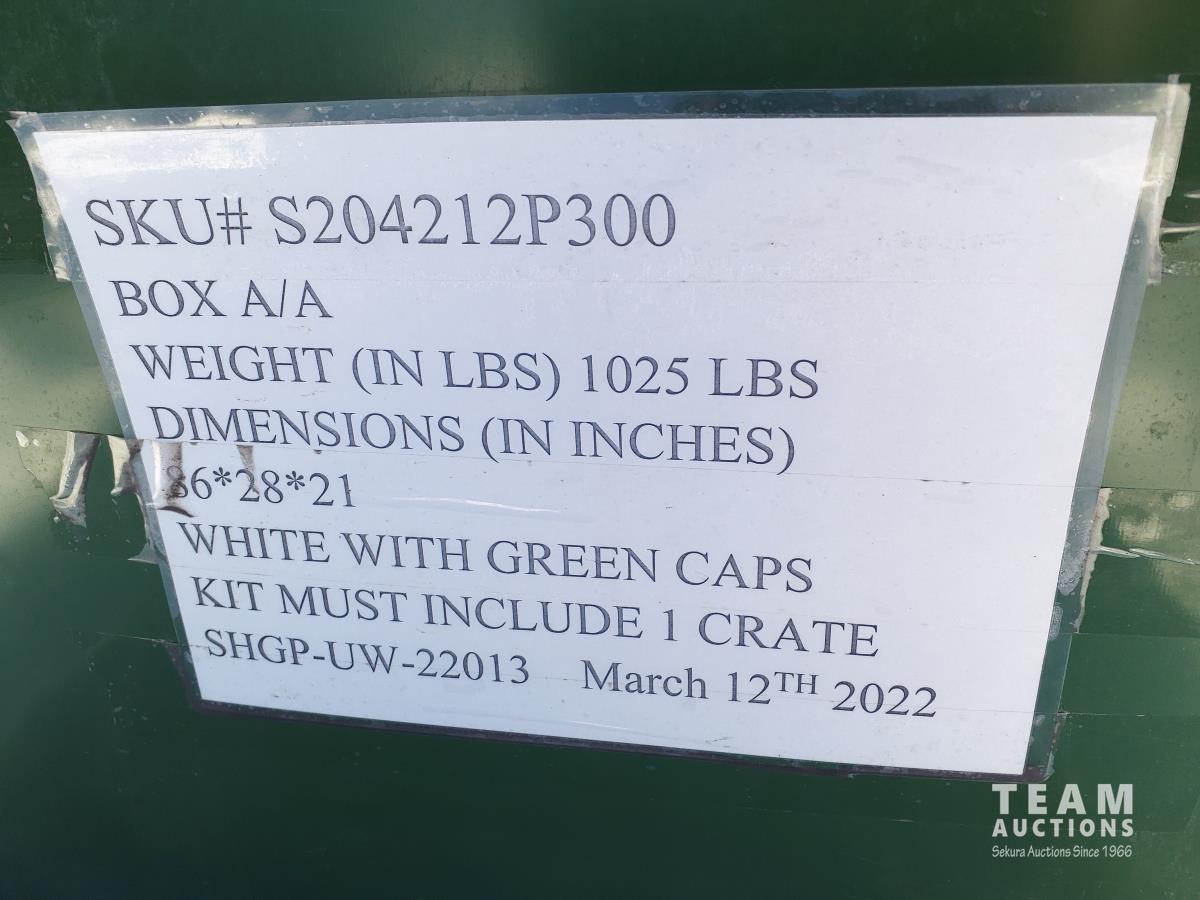 SKU# S204212P300
BOX A/A
WEIGHT (IN LBS) 1025 LBS
DIMENSIONS (IN INCHES)
86*28*21
WHITE WITH GREEN CAPS
KIT MUST INCLUDE 1 CRATE
SHGP-UW-22013 March 12TH 2022
TEAM
AUCTIONS
Sekura Auctions Since 1966